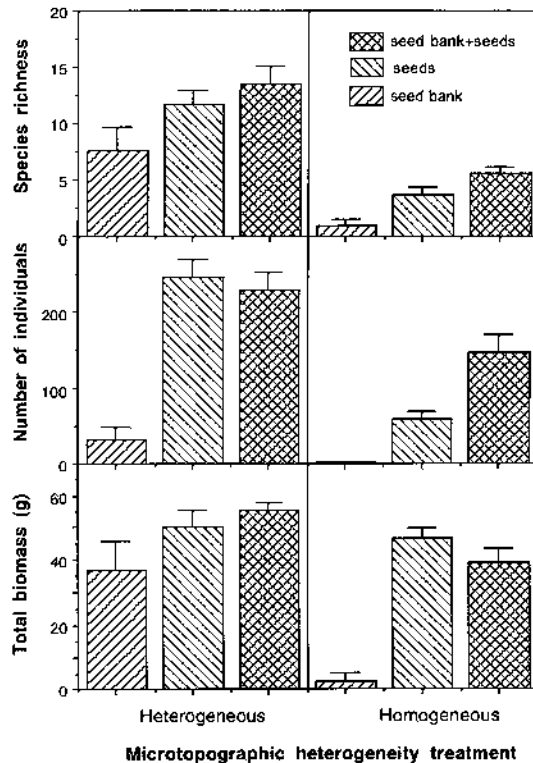 20
15
10
5
0
Species richness
seed bank+seeds
seeds
seed bank
200
100
0
Number of individuals
60
40
20
0
Total biomass (g)
Heterogeneous Homogeneous
Microtopographic heterogeneity treatment